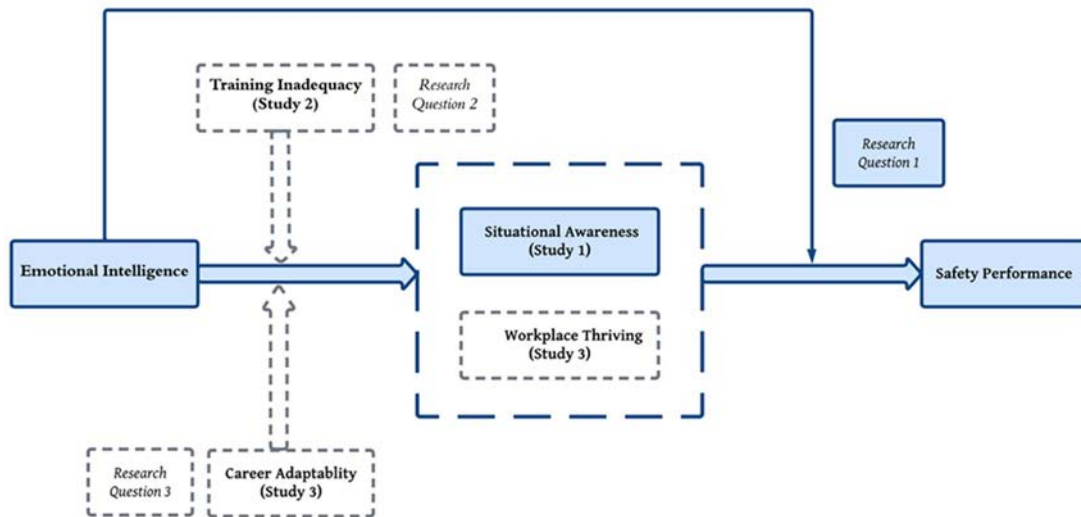 Training Inadequacy
(Study 2)
Research
Question 2
Research
Question 1
Situational Awareness
(Study 1)
Emotional Intelligence
Safety Performance
Workplace Thriving
(Study 3)
Research
Question 3
Career Adaptablity
(Study 3)